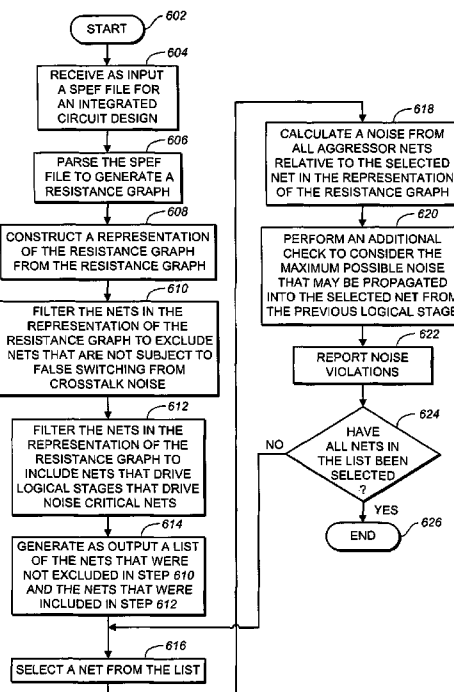 START
602
604
RECEIVE AS INPUT
A SPEF FILE FOR
AN INTEGRATED
CIRCUIT DESIGN
606
PARSE THE SPEF
FILE TO GENERATE A
RESISTANCE GRAPH
608
CONSTRUCT A REPRESENTATION
OF THE RESISTANCE GRAPH
FROM THE RESISTANCE GRAPH
610
FILTER THE NETS IN THE
REPRESENTATION OF THE
RESISTANCE GRAPH TO EXCLUDE
NETS THAT ARE NOT SUBJECT TO
FALSE SWITCHING FROM
CROSSTALK NOISE
612
FILTER THE NETS IN THE
REPRESENTATION OF THE
RESISTANCE GRAPH TO
INCLUDE NETS THAT DRIVE
LOGICAL STAGES THAT DRIVE
NOISE CRITICAL NETS
614
GENERATE AS OUTPUT A LIST
OF THE NETS THAT WERE
NOT EXCLUDED IN STEP 610
AND THE NETS THAT WERE
INCLUDED IN STEP 612
616
SELECT A NET FROM THE LIST
618
CALCULATE A NOISE FROM
ALL AGGRESSOR NETS
RELATIVE TO THE SELECTED
NET IN THE REPRESENTATION
OF THE RESISTANCE GRAPH
620
PERFORM AN ADDITIONAL
CHECK TO CONSIDER THE
MAXIMUM POSSIBLE NOISE
THAT MAY BE PROPAGATED
INTO THE SELECTED NET FROM
THE PREVIOUS LOGICAL STAGE
622
REPORT NOISE
VIOLATIONS
624
HAVE
ALL NETS IN
THE LIST BEEN
SELECTED
?
NO
YES
END
626